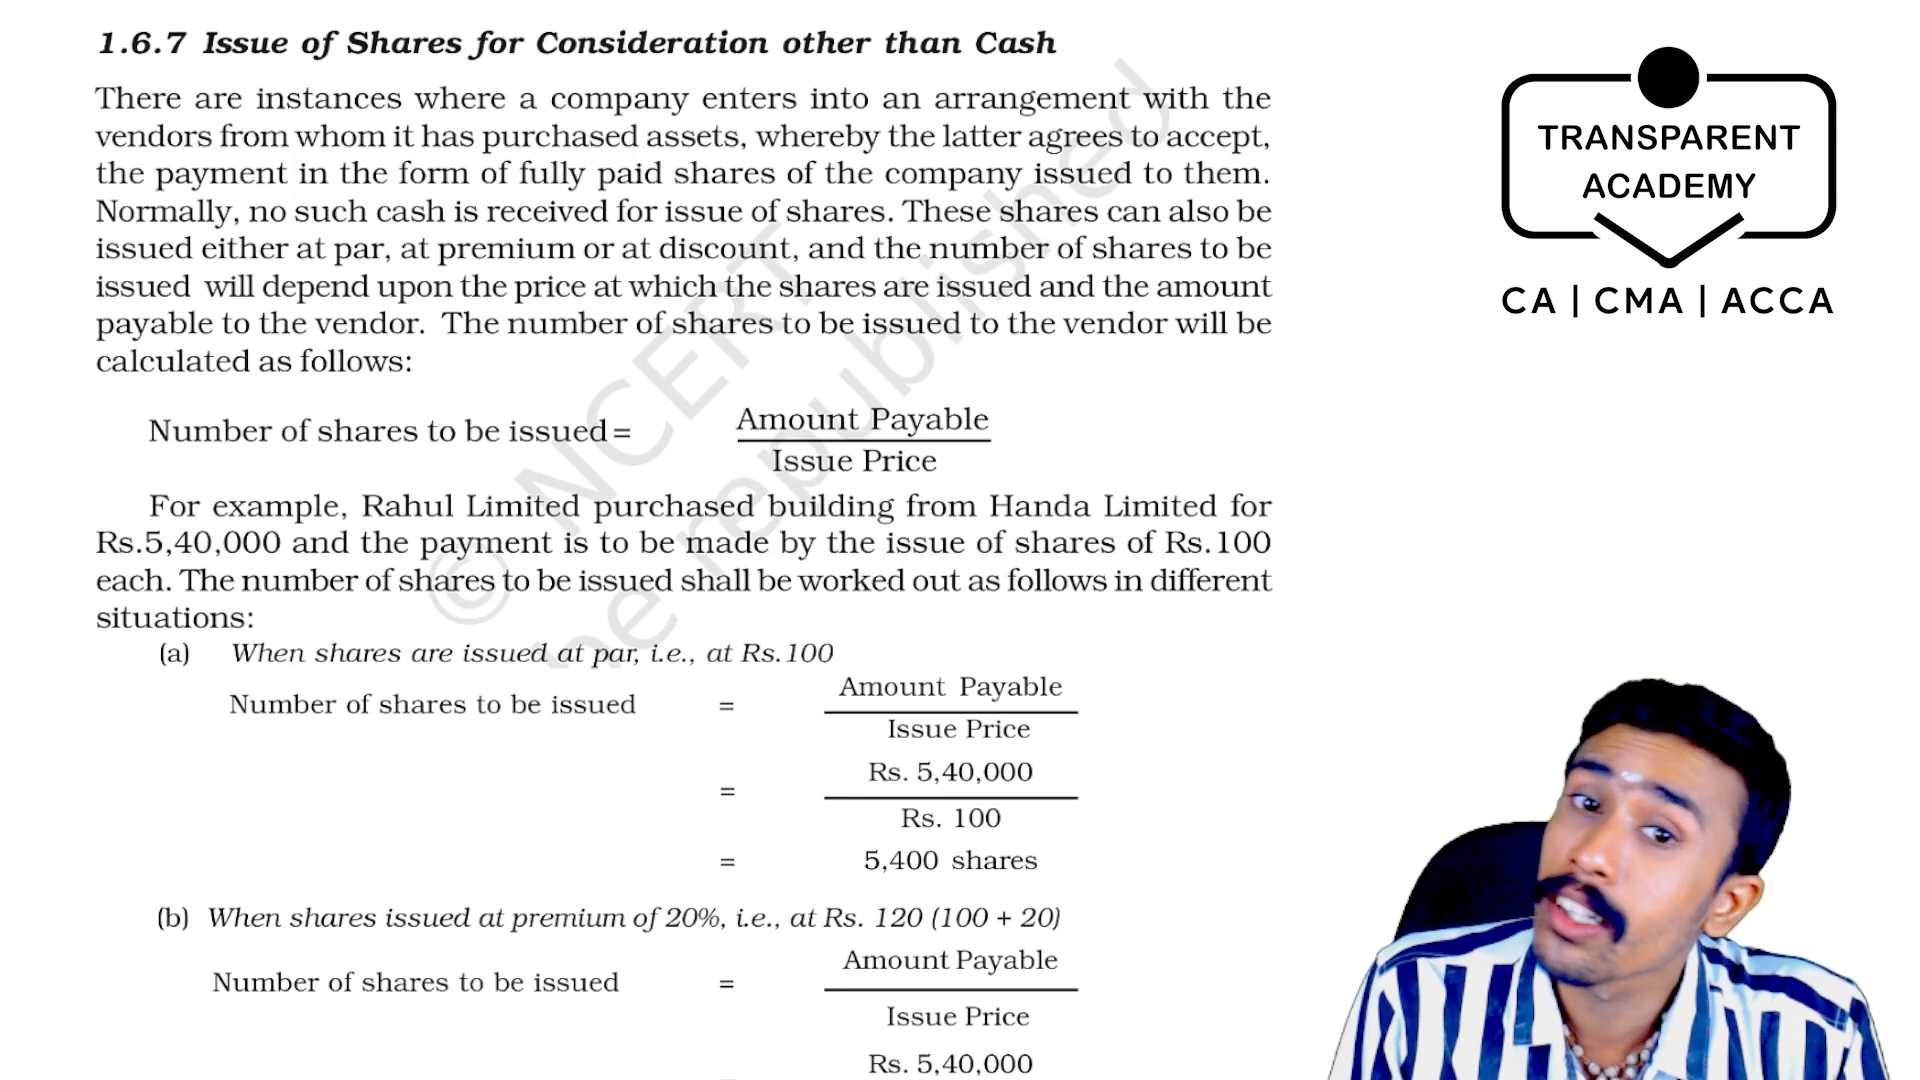 1.6.7 Issue of Shares for Consideration other than Cash
There are instances where a company enters into an arrangement with the
vendors from whom it has purchased assets, whereby the latter agrees to accept,
the payment in the form of fully paid shares of the company issued to them.
Normally, no such cash is received for issue of shares. These shares can also be
issued either at par, at premium or at discount, and the number of shares to be
issued will depend upon the price at which the shares are issued and the amount
payable to the vendor. The number of shares to be issued to the vendor will be
calculated as follows:
Number of shares to be issued =
Amount Payable
Issue Price
For example, Rahul Limited purchased building from Handa Limited for
Rs.5,40,000 and the payment is to be made by the issue of shares of Rs.100
each. The number of shares to be issued shall be worked out as follows in different
situations:
(a) When shares are issued at par, i.e., at Rs.100
Number of shares to be issued =
Amount Payable
Issue Price
=
Rs. 5,40,000
Rs. 100
= 5,400 shares
(b) When shares issued at premium of 20%, i.e., at Rs. 120 (100 + 20)
Number of shares to be issued =
Amount Payable
Issue Price
Rs. 5,40,000
© NCERT
be republished
TRANSPARENT
ACADEMY
CA | CMA | ACCA